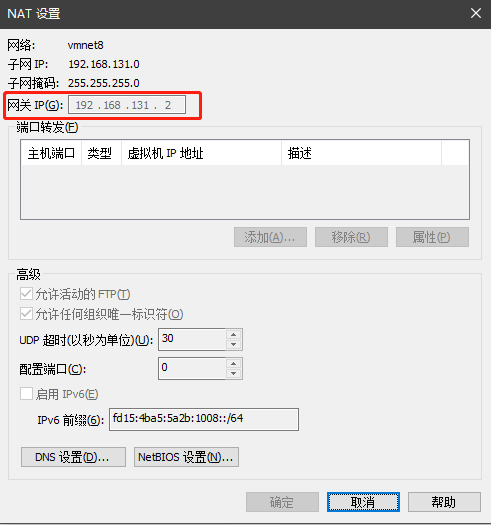 NAT 设置
网络: vmnet8
子网 IP: 192.168.131.0
子网掩码: 255.255.255.0
网关 IP(G): 192 . 168 . 131 . 2
端口转发(F)
主机端口 类型 虚拟机 IP 地址 描述
添加(A)... 移除(R) 属性(P)
高级
允许活动的 FTP(T)
允许任何组织唯一标识符(O)
UDP 超时(以秒为单位)(U): 30
配置端口(C): 0
启用 IPv6(E)
IPv6 前缀(6): fd15:4ba5:5a2b:1008::/64
DNS 设置(D)... NetBIOS 设置(N)...
确定 取消 帮助